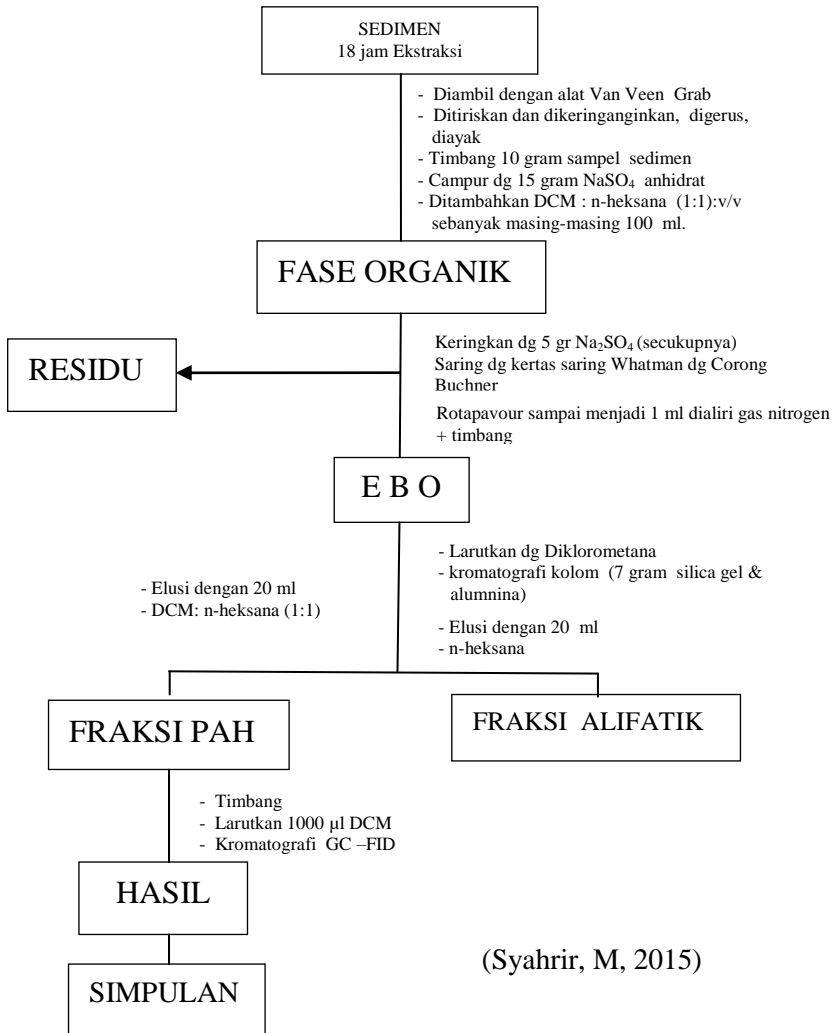 SEDIMEN
18 jam Ekstraksi
- Diambil dengan alat Van Veen Grab
- Ditiriskan dan dikeringanginkan, digerus,
diayak
- Timbang 10 gram sampel sedimen
- Campur dg 15 gram NaSO₄ anhidrat
- Ditambahkan DCM : n-heksana (1:1):v/v
sebanyak masing-masing 100 ml.
FASE ORGANIK
RESIDU
Keringkan dg 5 gr Na₂SO₄ (secukupnya)
Saring dg kertas saring Whatman dg Corong
Buchner
Rotapavour sampai menjadi 1 ml dialiri gas nitrogen
+ timbang
E B O
- Elusi dengan 20 ml
- DCM: n-heksana (1:1)
- Larutkan dg Diklorometana
- kromatografi kolom (7 gram silica gel &
alumnina)
- Elusi dengan 20 ml
- n-heksana
FRAKSI PAH
FRAKSI ALIFATIK
- Timbang
- Larutkan 1000 µl DCM
- Kromatografi GC –FID
HASIL
SIMPULAN
(Syahrir, M, 2015)